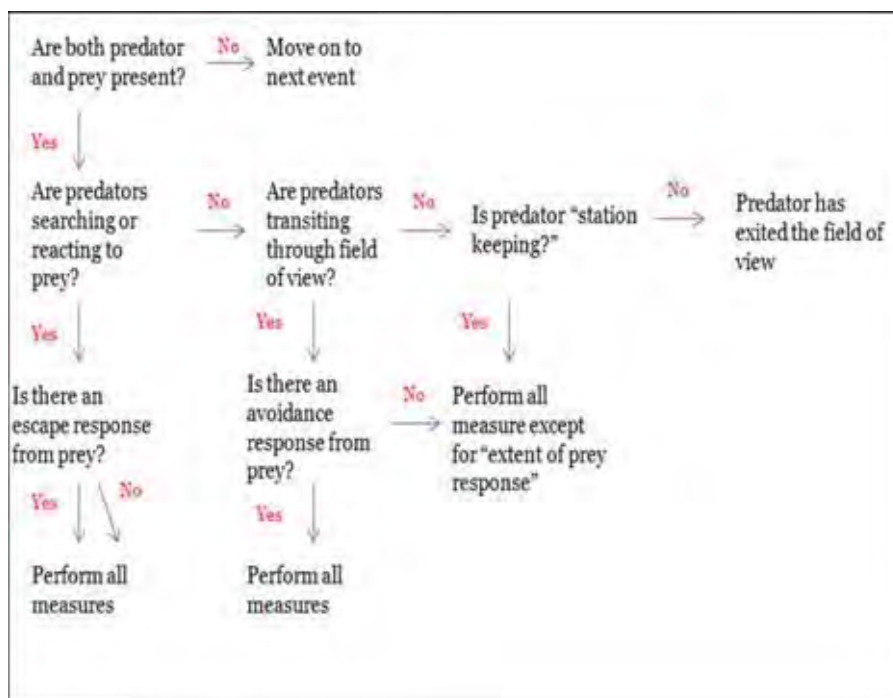 Are both predator
and prey present?
No
Move on to
next event
Yes
Are predators
searching or
reacting to
prey?
No
Are predators
transiting
through field
of view?
No
Is predator “station
keeping?”
No
Predator has
exited the field of
view
Yes
Yes
Yes
Is there an
escape response
from prey?
Is there an
avoidance
response from
prey?
No
Perform all
measure except
for “extent of prey
response”
Yes
No
Yes
Perform all
measures
Perform all
measures